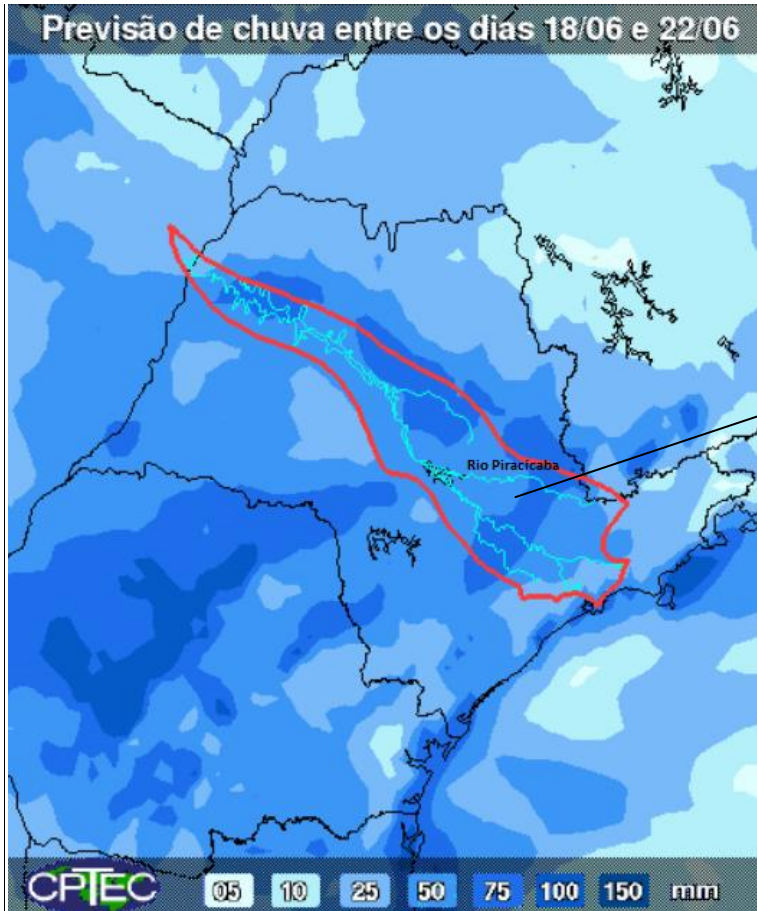 Previsão de chuva entre os dias 18/06 e 22/06
Rio Piracicaba
CPTEC 05 10 25 50 75 100 150 mm